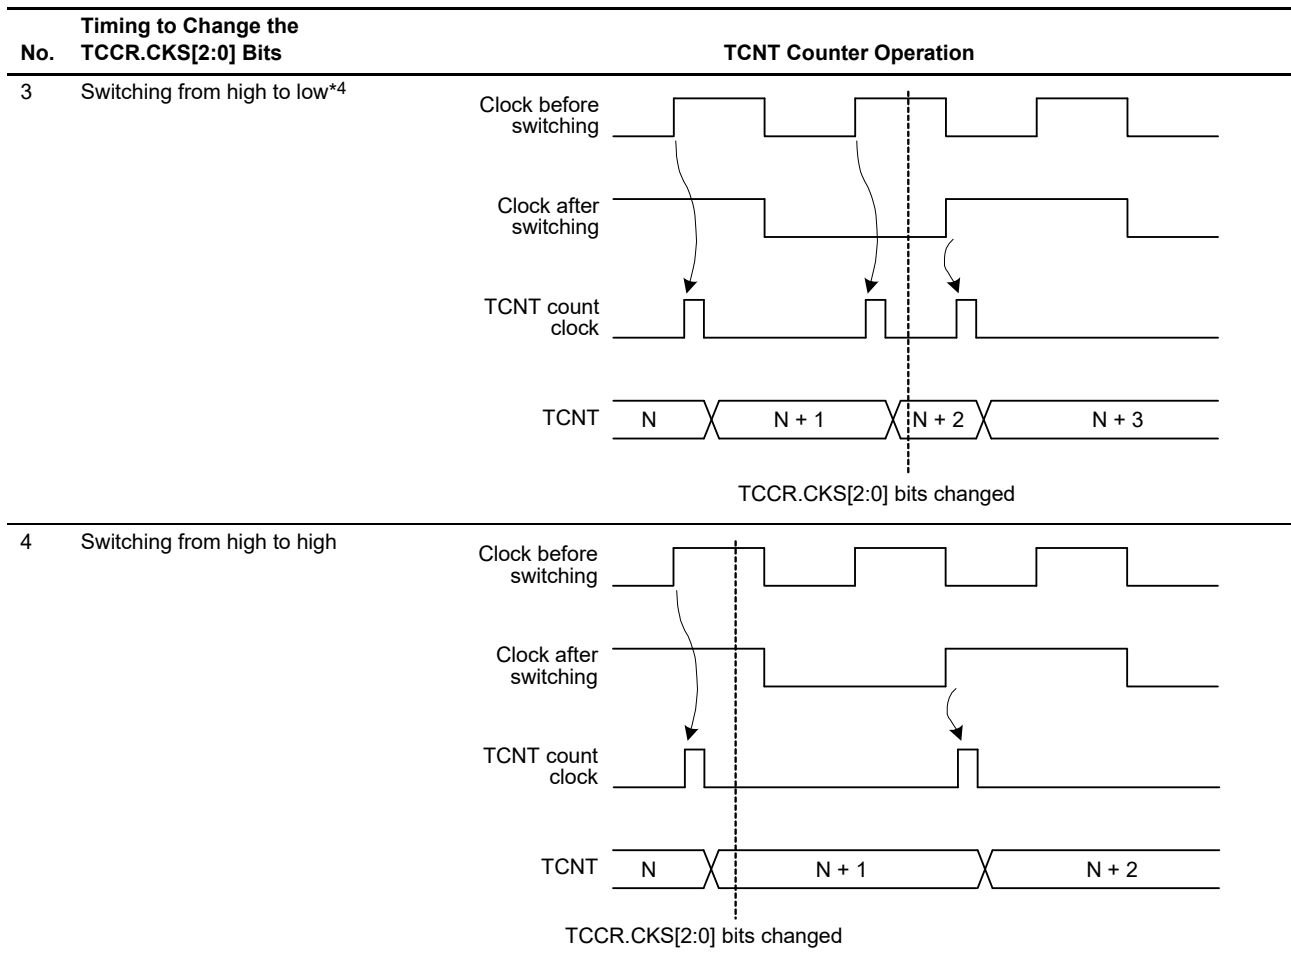 No. Timing to Change the TCCR.CKS[2:0] Bits TCNT Counter Operation
3 Switching from high to low*4
Clock before switching
Clock after switching
TCNT count clock
TCNT N N + 1 N + 2 N + 3
TCCR.CKS[2:0] bits changed
4 Switching from high to high
Clock before switching
Clock after switching
TCNT count clock
TCNT N N + 1 N + 2
TCCR.CKS[2:0] bits changed